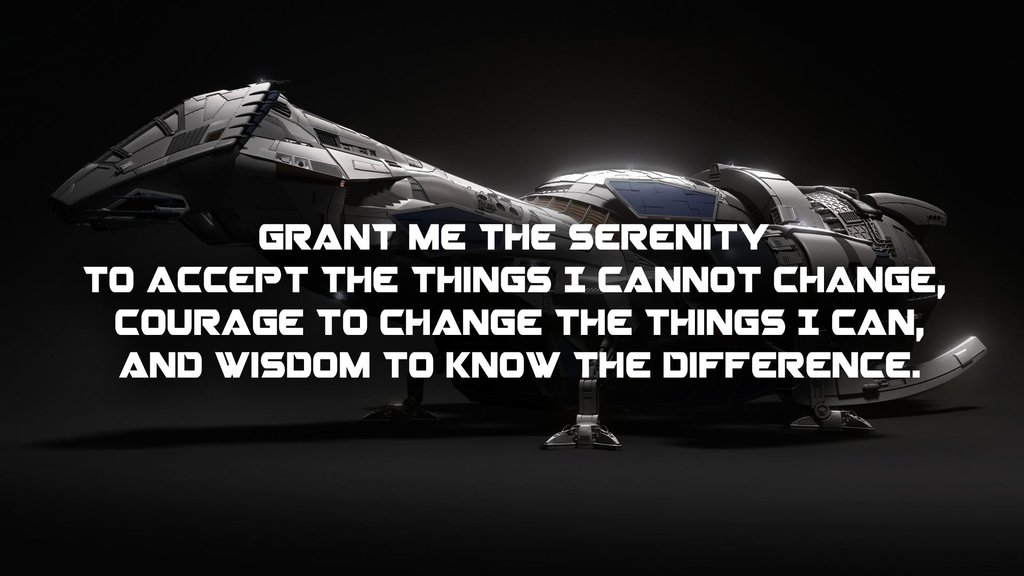 GRANT ME THE SERENITY
TO ACCEPT THE THINGS I CANNOT CHANGE,
COURAGE TO CHANGE THE THINGS I CAN,
AND WISDOM TO KNOW THE DIFFERENCE.